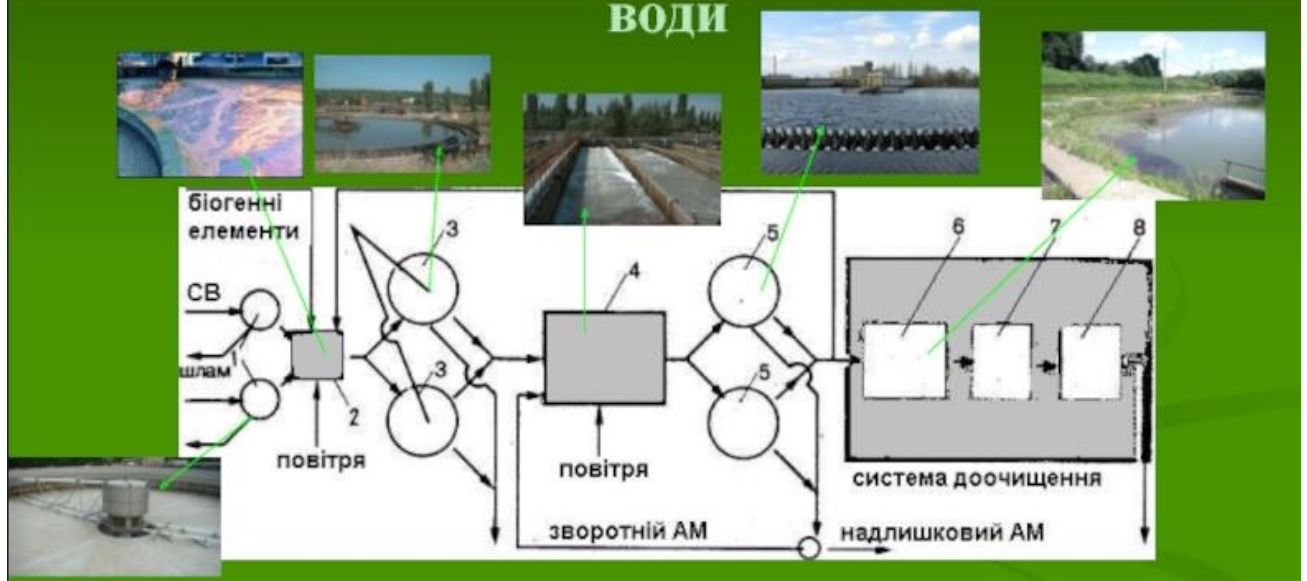 води
біогенні
елементи
3
5
6
7
8
4
СВ
1
шлам
3
5
2
повітря
повітря
система доочищення
зворотній АМ
надлишковий АМ